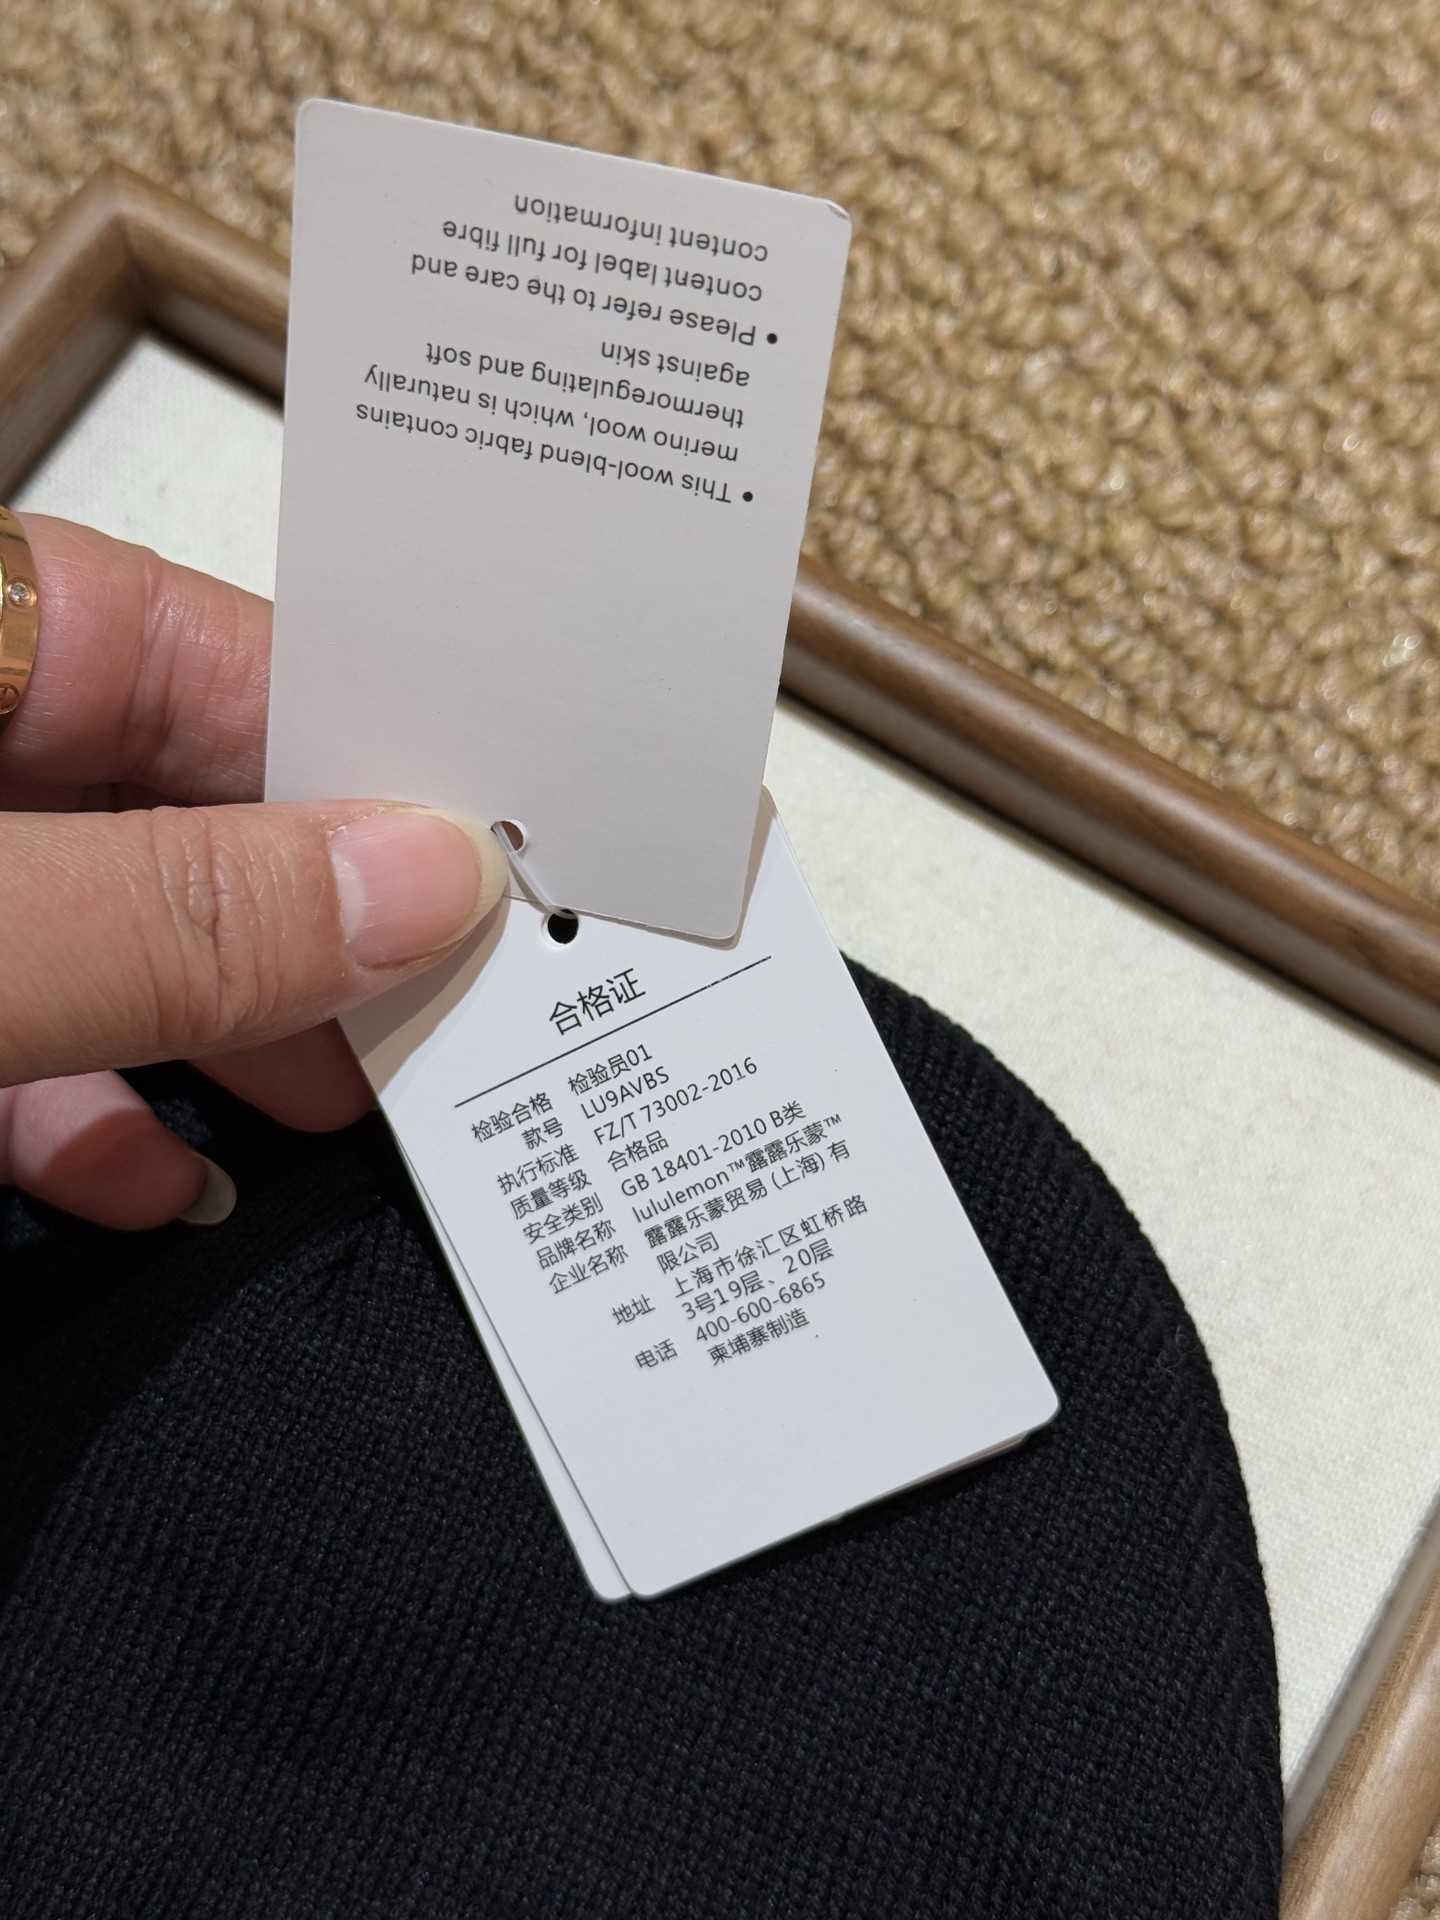 This wool-blend fabric contains
merino wool, which is naturally
thermoregulating and soft
against skin
Please refer to the care and
content label for full fibre
content information
合格证
检验合格 检验员01
款号 LU9AVBS
执行标准 FZ/T 73002-2016
质量等级 合格品
安全类别 GB 18401-2010 B类
品牌名称 lululemon™露露乐蒙™
企业名称 露露乐蒙贸易 (上海) 有
限公司
地址 上海市徐汇区虹桥路
3号19层、20层
电话 400-600-6865
柬埔寨制造